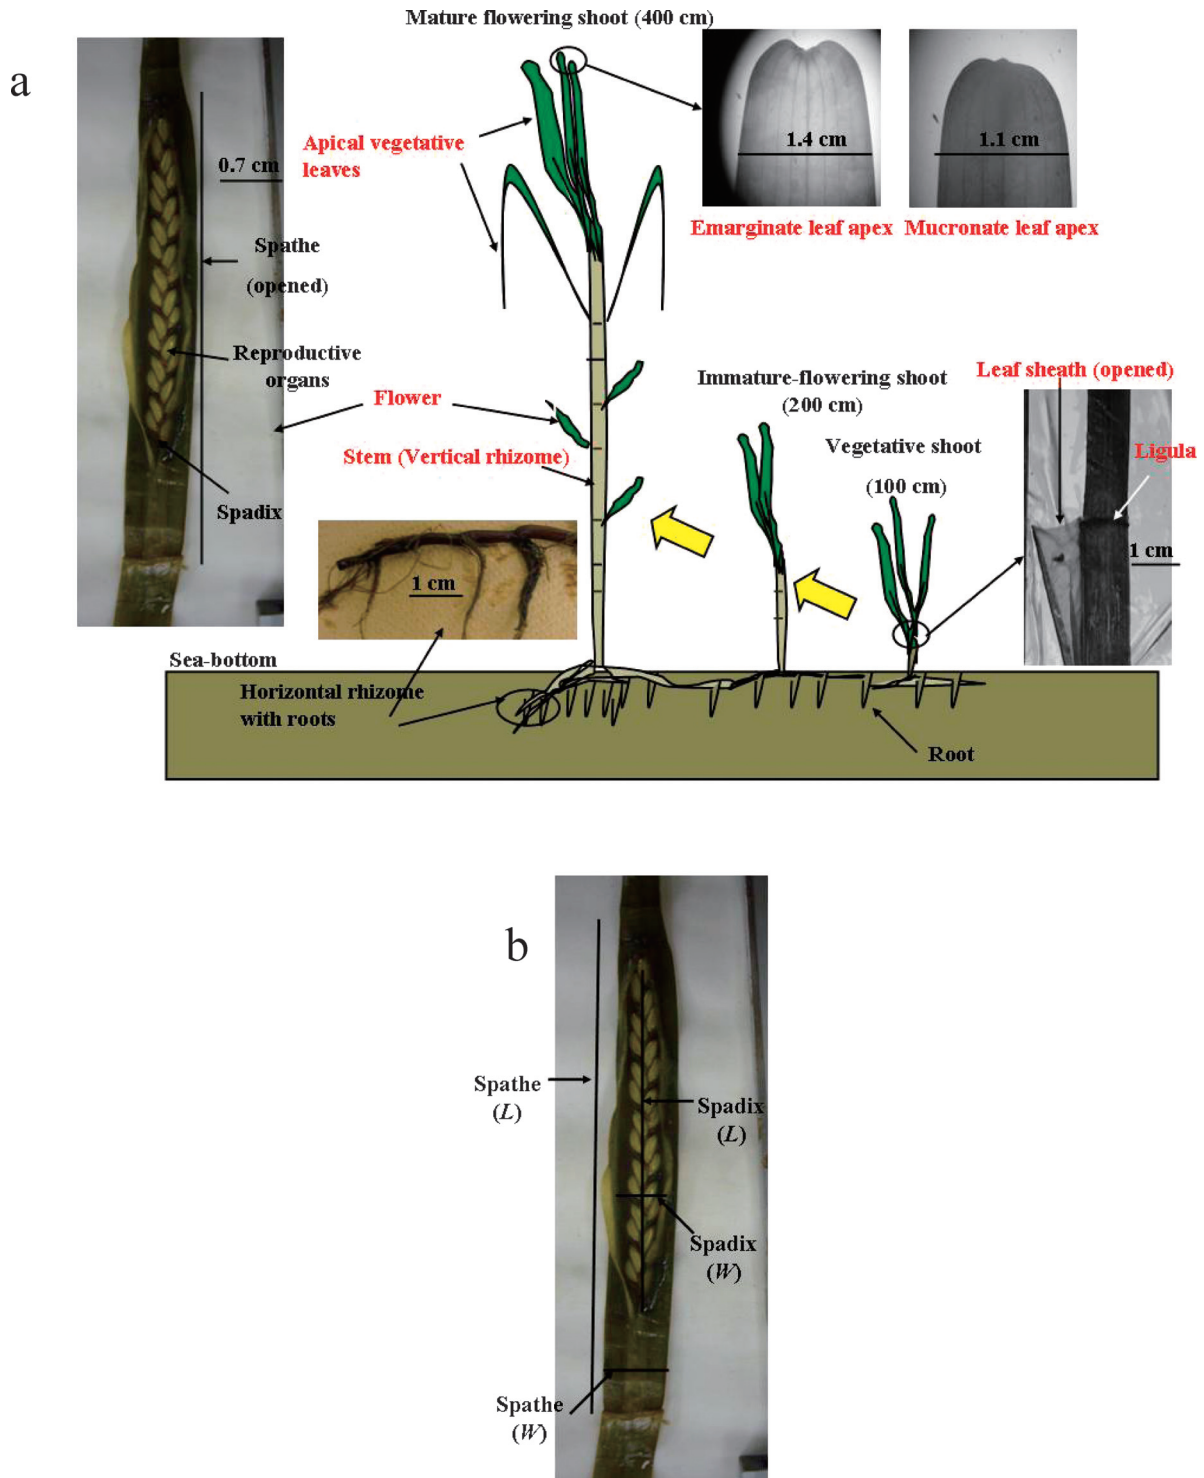 Mature flowering shoot (400 cm)
a
Apical vegetative
leaves
0.7 cm
1.4 cm
1.1 cm
Emarginate leaf apex
Mucronate leaf apex
Spathe
(opened)
Reproductive
organs
Flower
Immature-flowering shoot
(200 cm)
Leaf sheath (opened)
Vegetative shoot
(100 cm)
Ligula
Stem (Vertical rhizome)
Spadix
1 cm
1 cm
Sea-bottom
Horizontal rhizome
with roots
Root
b
Spathe
(L)
Spadix
(L)
Spadix
(W)
Spathe
(W)